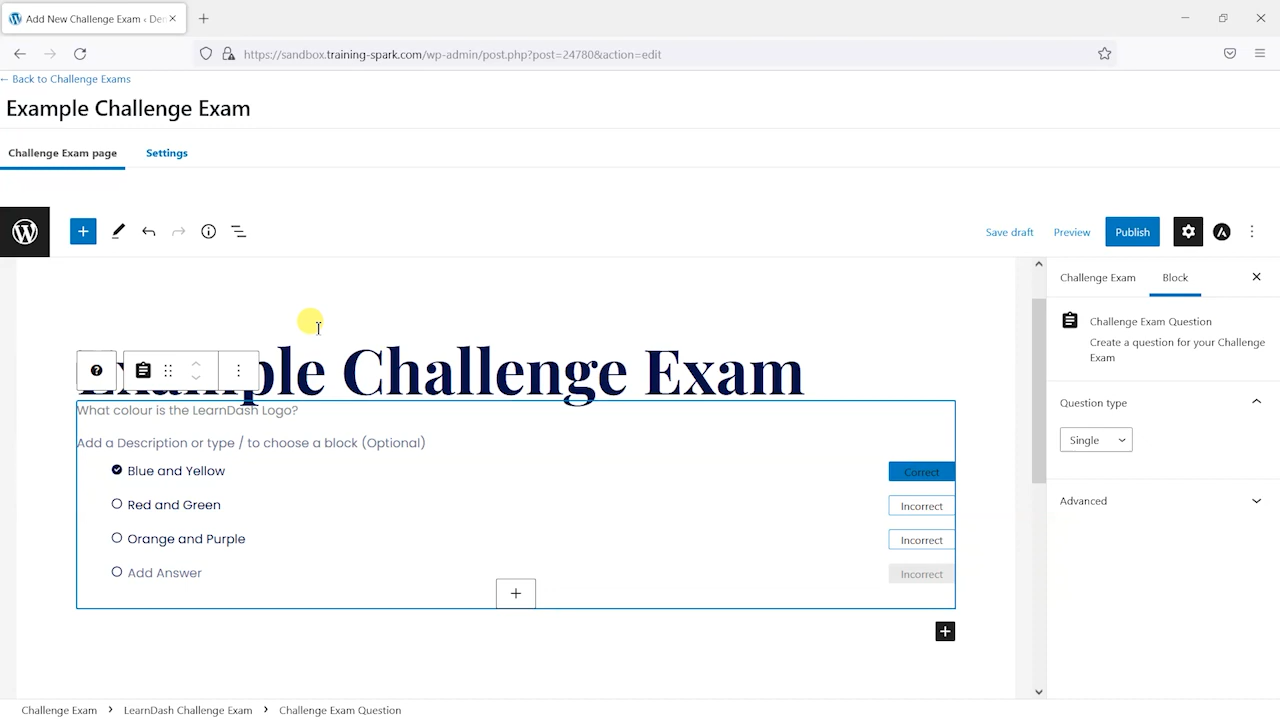 Add New Challenge Exam ‹ Den
https://sandbox.training-spark.com/wp-admin/post.php?post=24780&action=edit
← Back to Challenge Exams
Example Challenge Exam
Challenge Exam page
Settings
Save draft
Preview
Publish
Challenge Exam
Block
Challenge Exam Question
Create a question for your Challenge
Exam
Question type
Single
Advanced
Example Challenge Exam
What colour is the LearnDash Logo?
Add a Description or type / to choose a block (Optional)
Blue and Yellow
Correct
Red and Green
Incorrect
Orange and Purple
Incorrect
Add Answer
Incorrect
Challenge Exam > LearnDash Challenge Exam > Challenge Exam Question